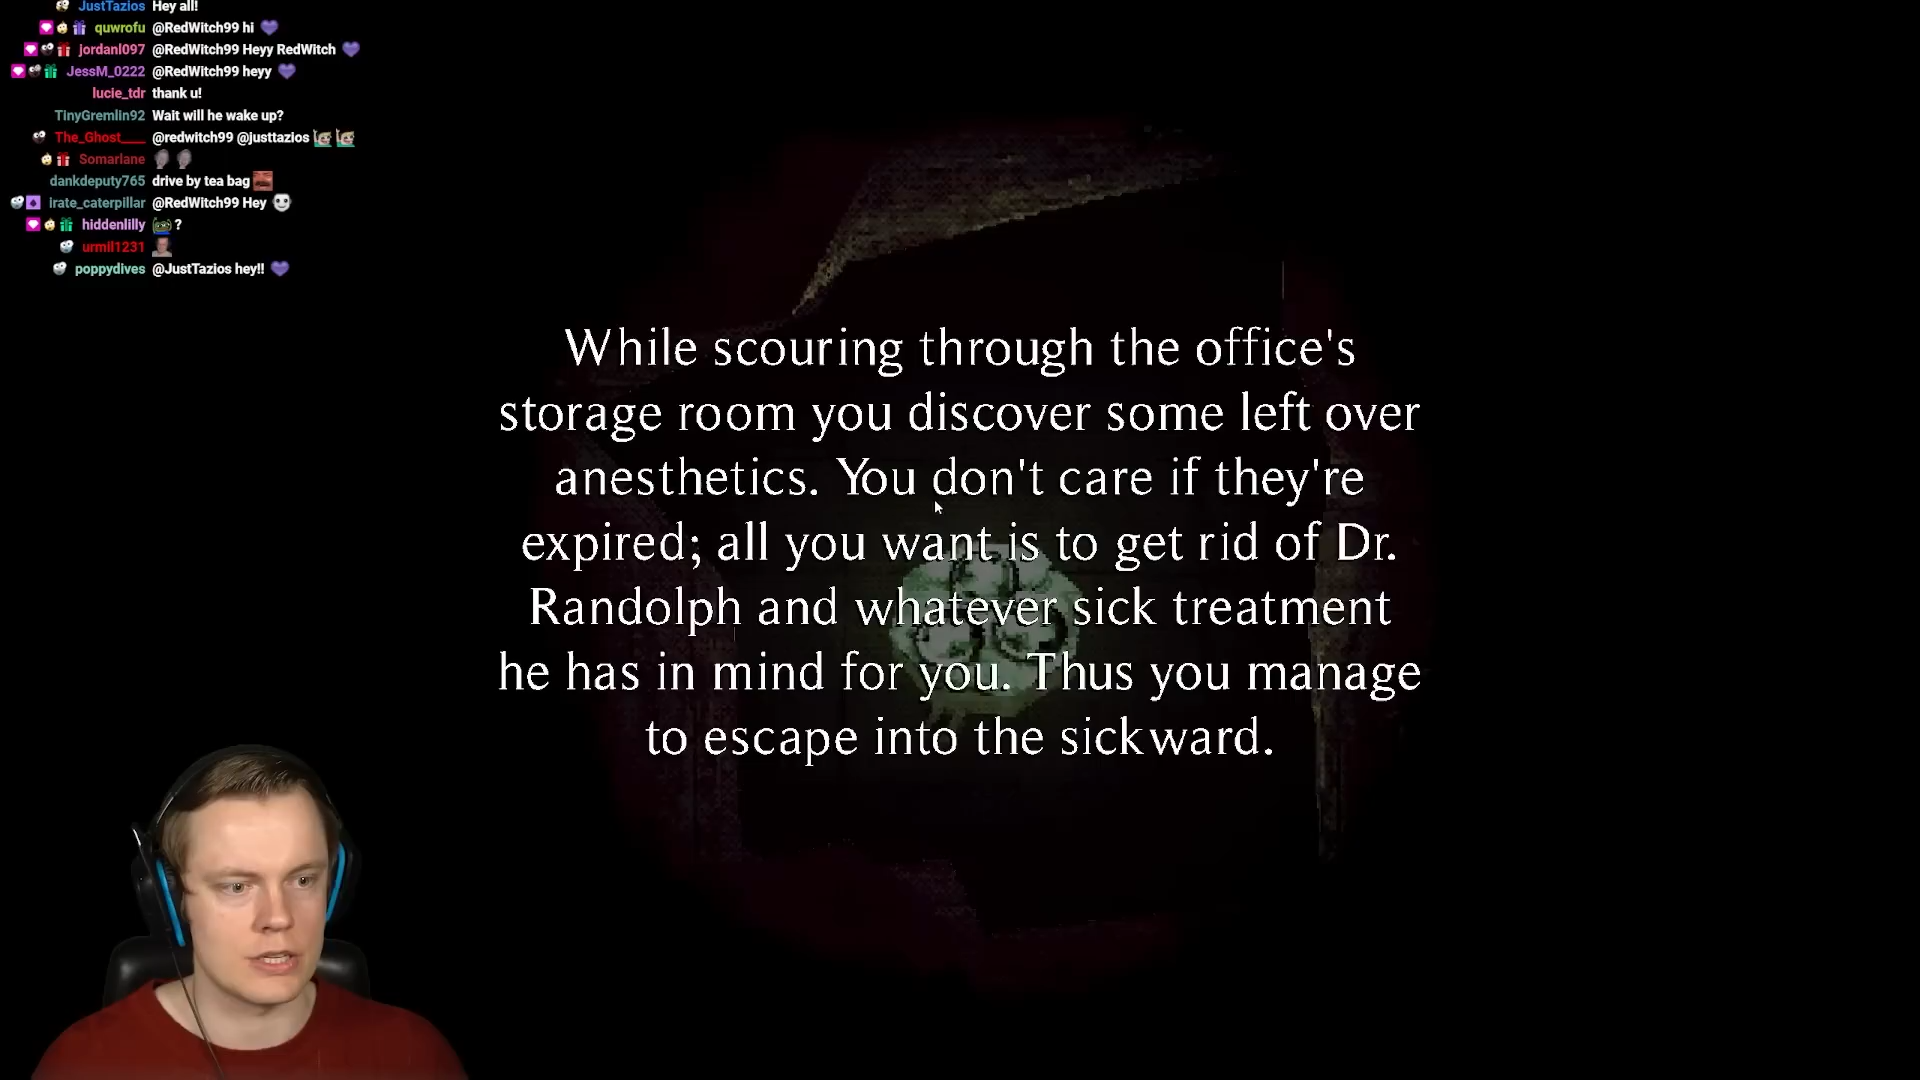 JustTazios Hey all!
quwrofu @RedWitch99 hi
jordanl097 @RedWitch99 Heyy RedWitch
JessM_0222 @RedWitch99 heyy
lucie_tdr thank u!
TinyGremlin92 Wait will he wake up?
The_Ghost___ @redwitch99 @justtazios
Somarlane
dankdeputy765 drive by tea bag
irate_caterpillar @RedWitch99 Hey
hiddenlilly ?
urmil1231
poppydives @JustTazios hey!!
While scouring through the office's
storage room you discover some left over
anesthetics. You don't care if they're
expired; all you want is to get rid of Dr.
Randolph and whatever sick treatment
he has in mind for you. Thus you manage
to escape into the sickward.